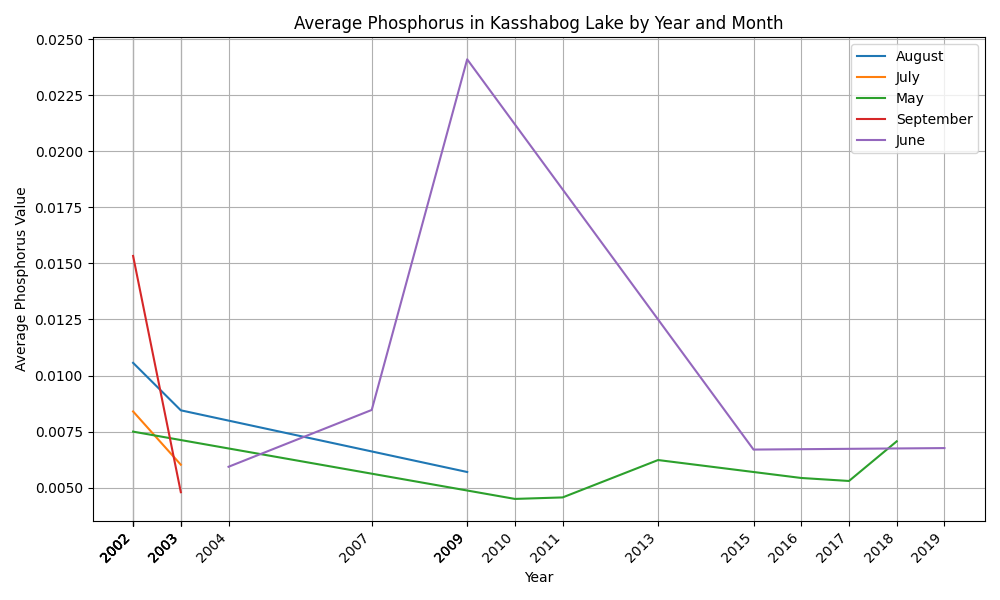 Average Phosphorus in Kasshabog Lake by Year and Month
August
July
May
September
June
Average Phosphorus Value
0.0250
0.0225
0.0200
0.0175
0.0150
0.0125
0.0100
0.0075
0.0050
2002 2003 2004 2007 2009 2010 2011 2013 2015 2016 2017 2018 2019
Year